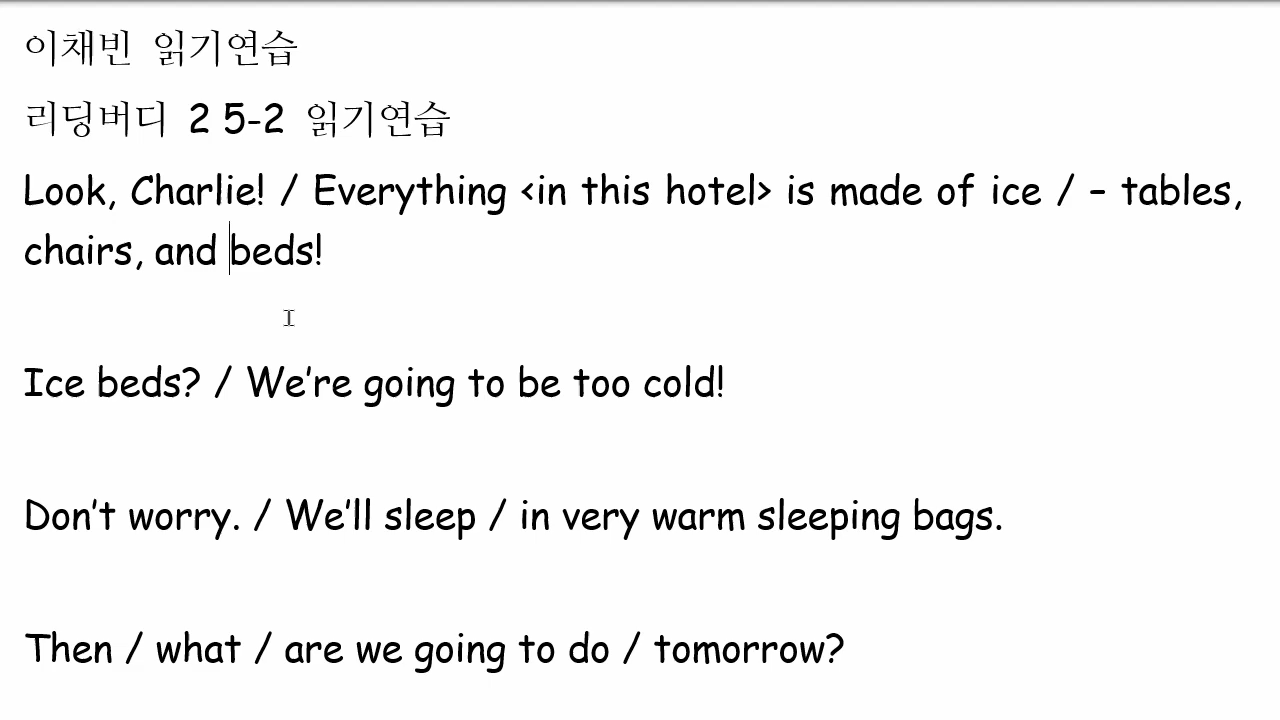 이채빈 읽기연습
리딩버디 2 5-2 읽기연습
Look, Charlie! / Everything <in this hotel> is made of ice / – tables,
chairs, and beds!
Ice beds? / We’re going to be too cold!
Don’t worry. / We’ll sleep / in very warm sleeping bags.
Then / what / are we going to do / tomorrow?